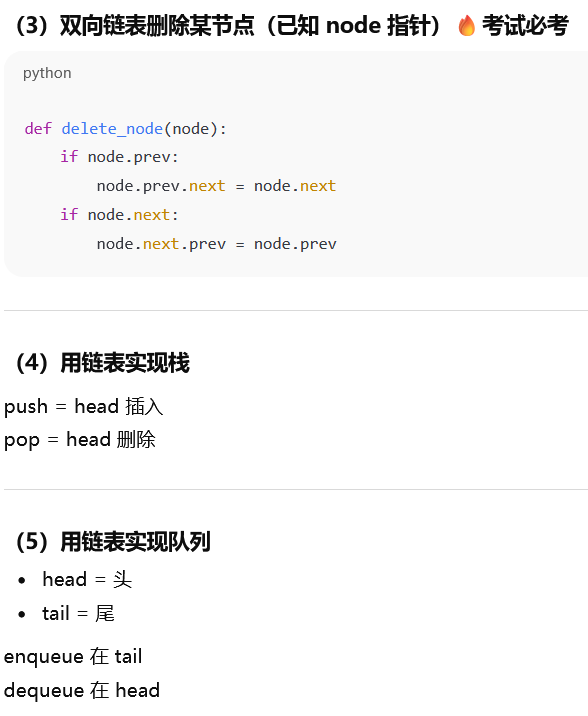 （3）双向链表删除某节点（已知 node 指针）🔥 考试必考
python
def delete_node(node):
    if node.prev:
        node.prev.next = node.next
    if node.next:
        node.next.prev = node.prev
（4）用链表实现栈
push = head 插入
pop = head 删除
（5）用链表实现队列
• head = 头
• tail = 尾
enqueue 在 tail
dequeue 在 head